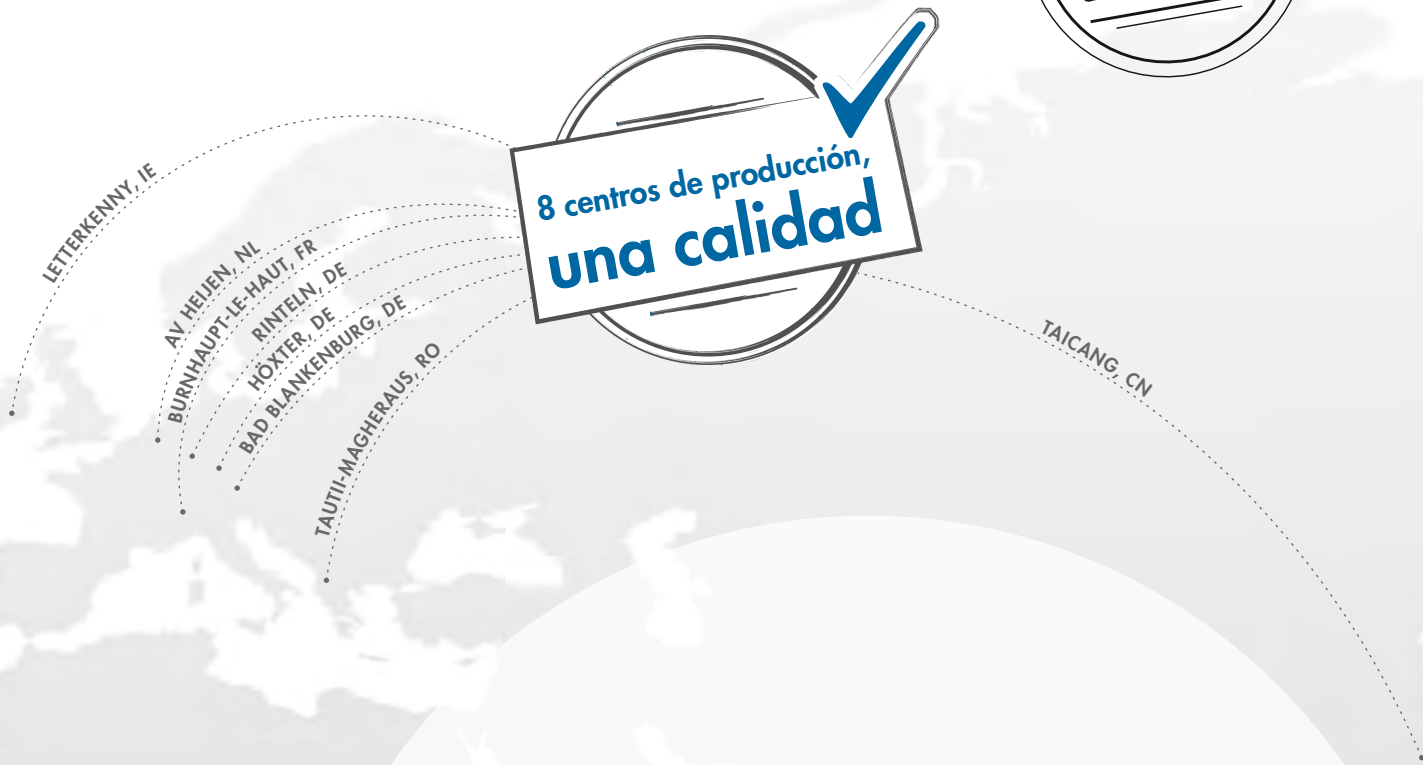 8 centros de producción,
una calidad
LETTERKENNY, IE
AV HEIJEN, NL
BURNHAUPT-LE-HAUT, FR
RINTELN, DE
HÖXTER, DE
BAD BLANKENBURG, DE
TAUTII-MAGHERAUS, RO
TAICANG, CN